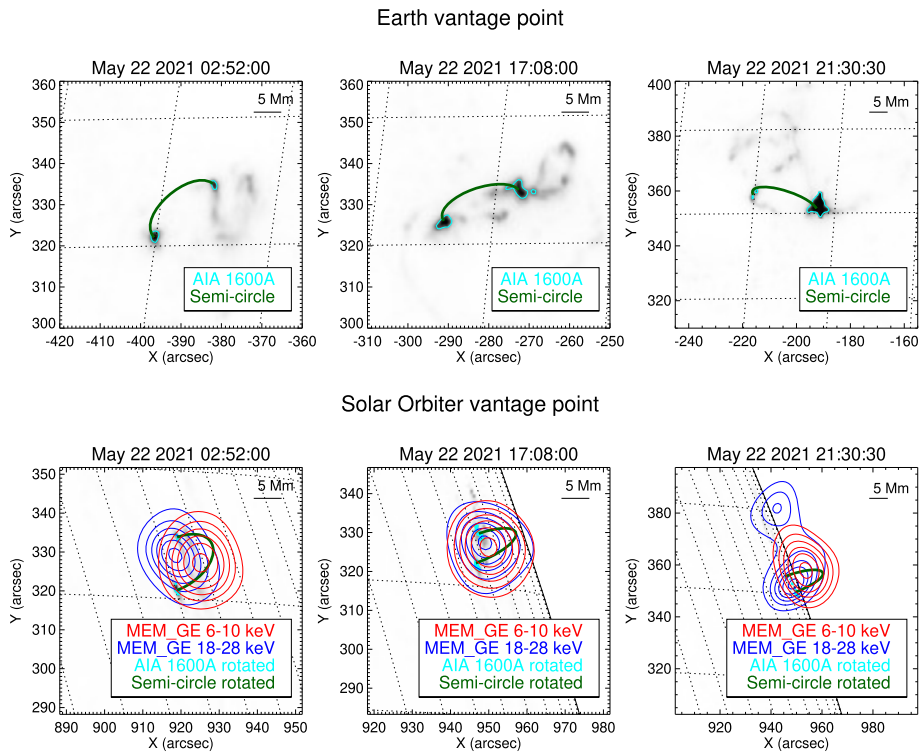 Earth vantage point
May 22 2021 02:52:00
May 22 2021 17:08:00
May 22 2021 21:30:30
360
350
340
330
320
310
300
Y (arcsec)
5 Mm
AIA 1600A
Semi-circle
-420 -410 -400 -390 -380 -370 -360
X (arcsec)
360
350
340
330
320
310
300
Y (arcsec)
5 Mm
AIA 1600A
Semi-circle
-310 -300 -290 -280 -270 -260 -250
X (arcsec)
400
380
360
340
320
Y (arcsec)
5 Mm
AIA 1600A
Semi-circle
-240 -220 -200 -180 -160
X (arcsec)
Solar Orbiter vantage point
May 22 2021 02:52:00
May 22 2021 17:08:00
May 22 2021 21:30:30
350
340
330
320
310
300
290
Y (arcsec)
5 Mm
MEM_GE 6-10 keV
MEM_GE 18-28 keV
AIA 1600A rotated
Semi-circle rotated
890 900 910 920 930 940 950
X (arcsec)
340
330
320
310
300
290
280
Y (arcsec)
5 Mm
MEM_GE 6-10 keV
MEM_GE 18-28 keV
AIA 1600A rotated
Semi-circle rotated
920 930 940 950 960 970 980
X (arcsec)
380
360
340
320
Y (arcsec)
5 Mm
MEM_GE 6-10 keV
MEM_GE 18-28 keV
AIA 1600A rotated
Semi-circle rotated
920 940 960 980
X (arcsec)